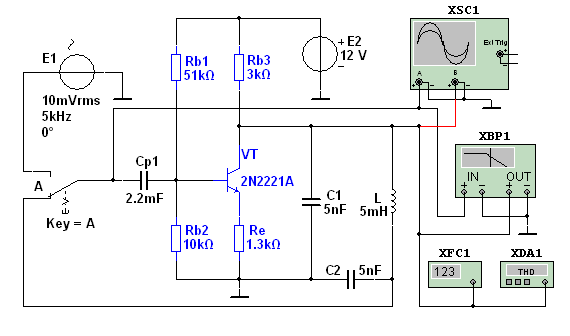 XSC1
Ext Trig
A
B
E1
10mVrms
5kHz
0°
Rb1
51kΩ
Rb3
3kΩ
+ E2
12 V
XBP1
IN
OUT
A
Key = A
Cp1
2.2mF
VT
2N2221A
Rb2
10kΩ
Re
1.3kΩ
C1
5nF
L
5mH
C2
5nF
XFC1
123
XDA1
THD